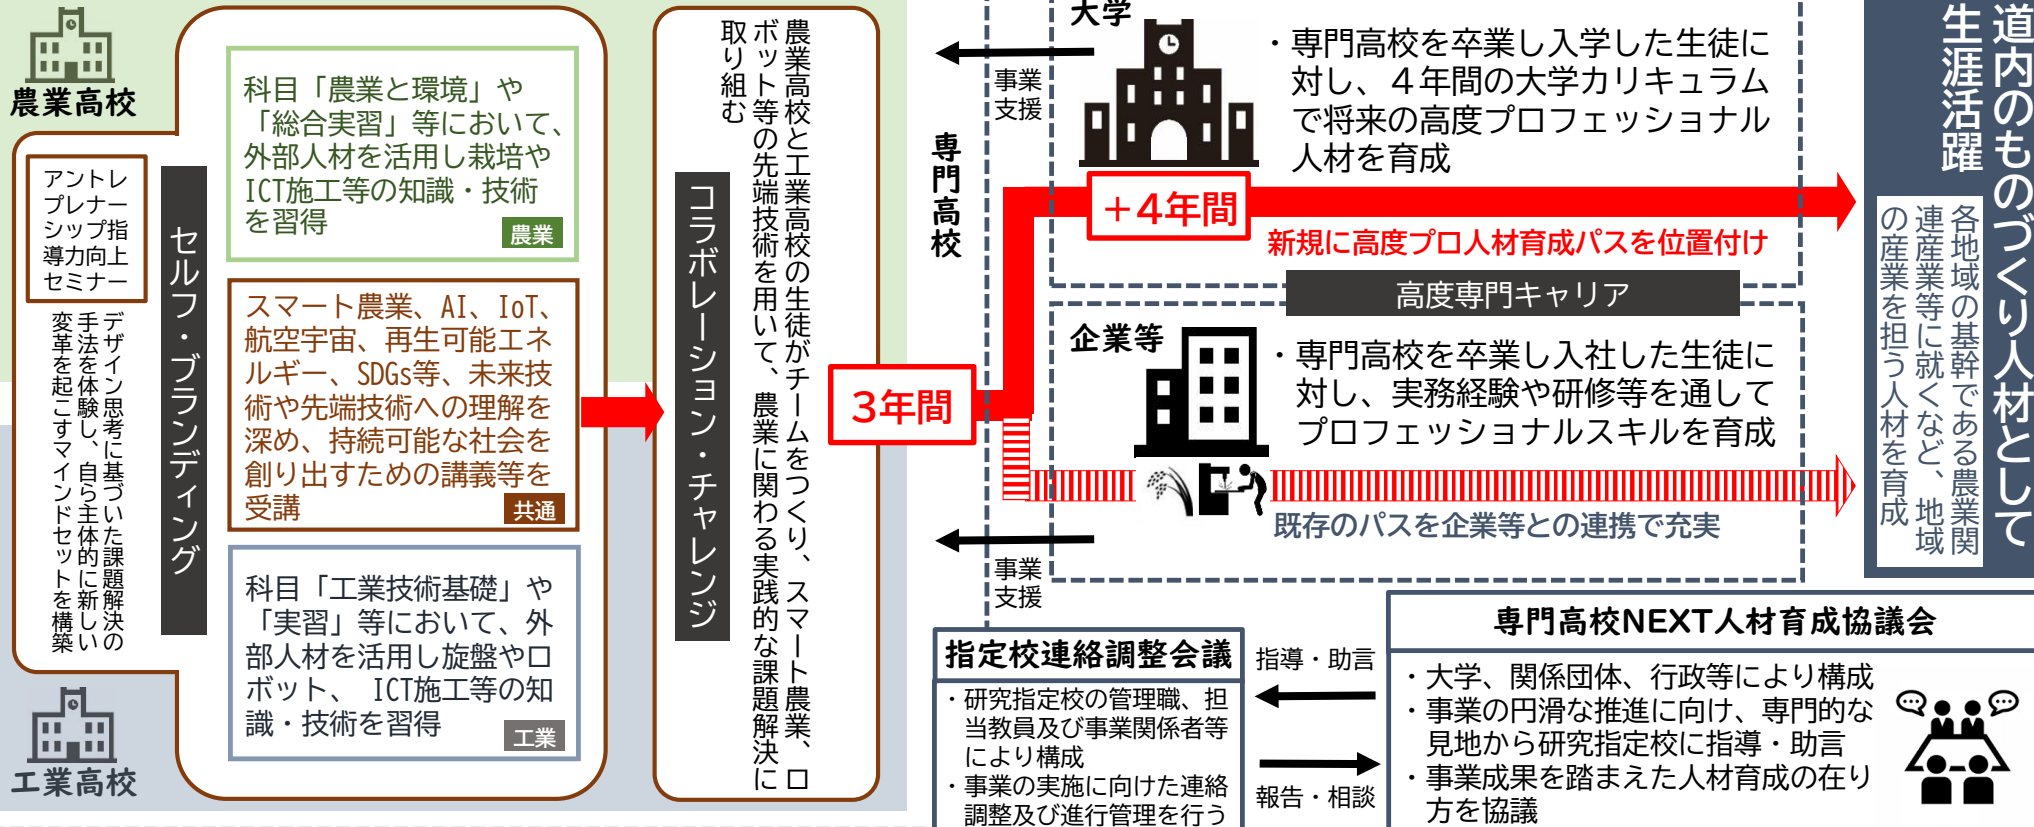 農業高校
アントレ
プレナー
シップ指
導力向上
セミナー
デザイン思考に基づいた課題解決の
手法を体験し、自ら主体的に新しい
変革を起こすマインドセットを構築
セルフ・ブランディング
科目「農業と環境」や
「総合実習」等において、
外部人材を活用し栽培や
ICT施工等の知識・技術
を習得
農業
スマート農業、AI、IoT、
航空宇宙、再生可能エネ
ルギー、SDGs等、未来技
術や先端技術への理解を
深め、持続可能な社会を
創り出すための講義等を
受講
共通
科目「工業技術基礎」や
「実習」等において、外
部人材を活用し旋盤やロ
ボット、 ICT施工等の知
識・技術を習得
工業
工業高校
コラボレーション・チャレンジ
農業高校と工業高校の生徒がチームをつくり、スマート農業、ロ
ボット等の先端技術を用いて、農業に関わる実践的な課題解決に
取り組む
3年間
専門高校
事業
支援
大学
・専門高校を卒業し入学した生徒に
対し、４年間の大学カリキュラム
で将来の高度プロフェッショナル
人材を育成
+4年間
新規に高度プロ人材育成パスを位置付け
高度専門キャリア
企業等
・専門高校を卒業し入社した生徒に
対し、実務経験や研修等を通して
プロフェッショナルスキルを育成
既存のパスを企業等との連携で充実
事業
支援
道内のものづくり人材として
生涯活躍
各地域の基幹である農業関
連産業等に就くなど、地域
の産業を担う人材を育成
指定校連絡調整会議
・研究指定校の管理職、担
当教員及び事業関係者等
により構成
・事業の実施に向けた連絡
調整及び進行管理を行う
指導・助言
報告・相談
専門高校NEXT人材育成協議会
・大学、関係団体、行政等により構成
・事業の円滑な推進に向け、専門的な
見地から研究指定校に指導・助言
・事業成果を踏まえた人材育成の在り
方を協議